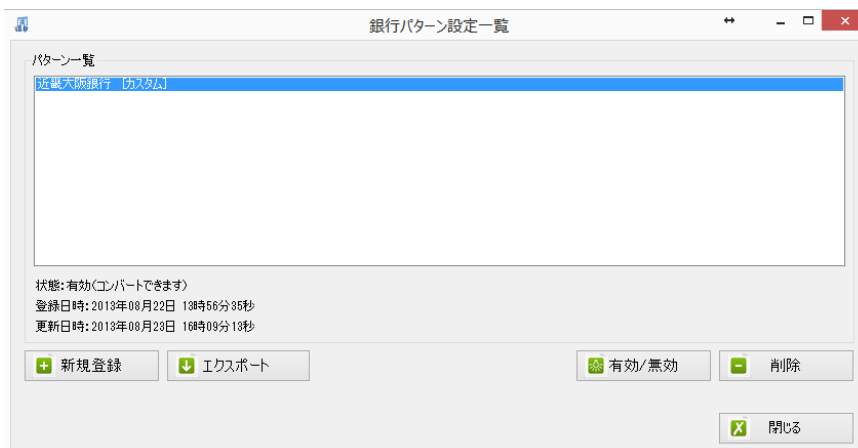 銀行パターン設定一覧
パターン一覧
近畿大阪銀行 [カスタム]
状態:有効(コンバートできます)
登録日時:2013年08月22日 13時56分35秒
更新日時:2013年08月23日 16時09分13秒
新規登録 エクスポート 有効/無効 削除
閉じる